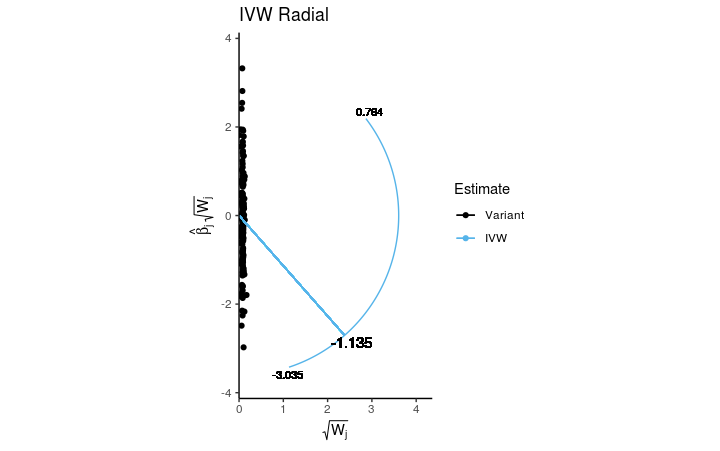 IVW Radial
4
2
0
-2
-4
β̂ⱼ√Wⱼ
0.764
-1.135
-3.035
0 1 2 3 4
√Wⱼ
Estimate
Variant
IVW